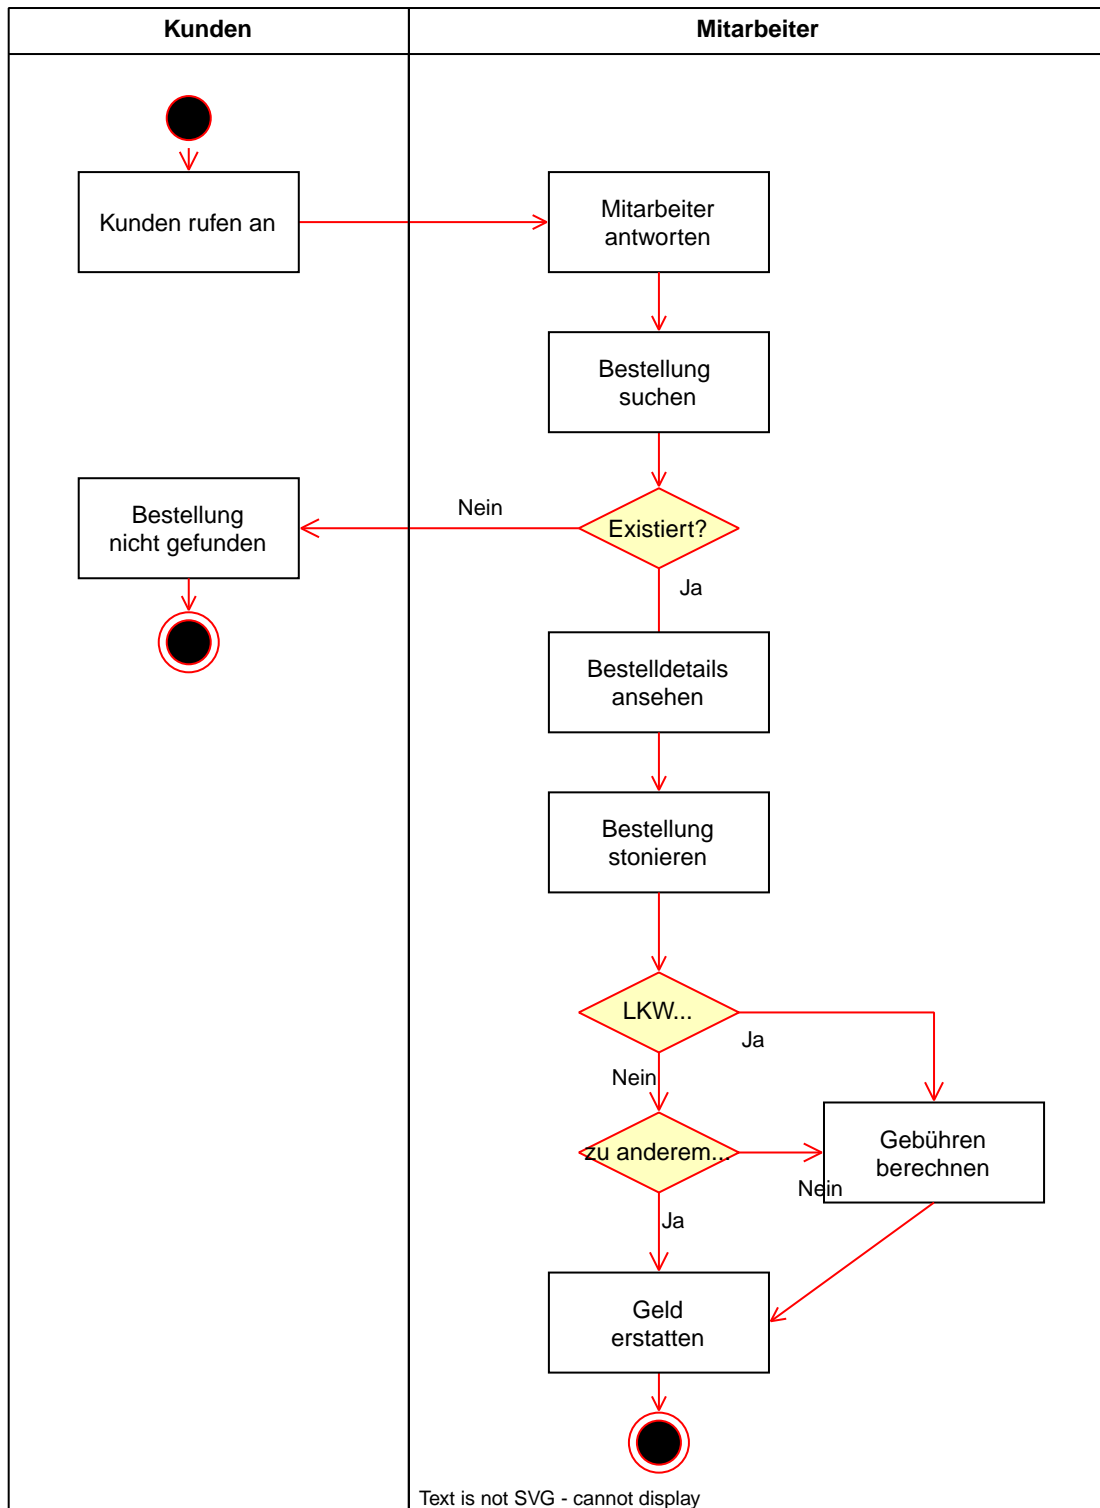 Kunden
Mitarbeiter
Kunden rufen an
Mitarbeiter
antworten
Bestellung
suchen
Bestellung
nicht gefunden
Nein
Existiert?
Ja
Bestelldetails
ansehen
Bestellung
stonieren
LKW...
Ja
Nein
zu anderem...
Nein
Gebühren
berechnen
Ja
Geld
erstatten
Text is not SVG - cannot display